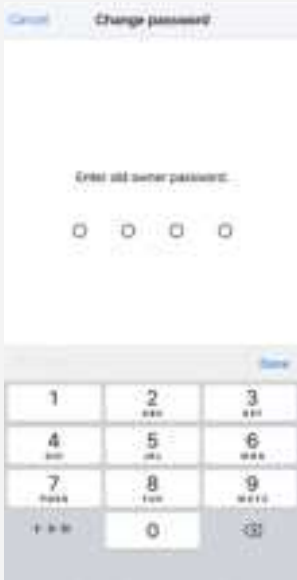 Cancel
Change password
Enter old owner password.
Done
1
2
ABC
3
DEF
4
GHI
5
JKL
6
MNO
7
PQRS
8
TUV
9
WXYZ
+ * #
0